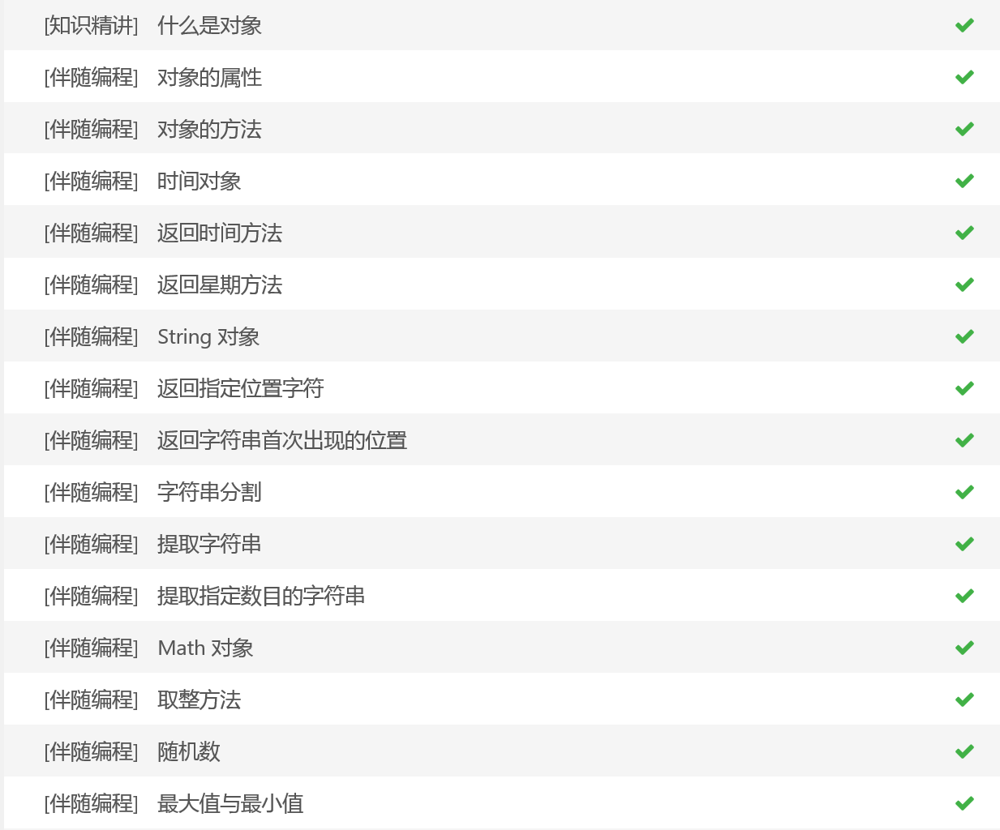 [知识精讲] 什么是对象
[伴随编程] 对象的属性
[伴随编程] 对象的方法
[伴随编程] 时间对象
[伴随编程] 返回时间方法
[伴随编程] 返回星期方法
[伴随编程] String 对象
[伴随编程] 返回指定位置字符
[伴随编程] 返回字符串首次出现的位置
[伴随编程] 字符串分割
[伴随编程] 提取字符串
[伴随编程] 提取指定数目的字符串
[伴随编程] Math 对象
[伴随编程] 取整方法
[伴随编程] 随机数
[伴随编程] 最大值与最小值